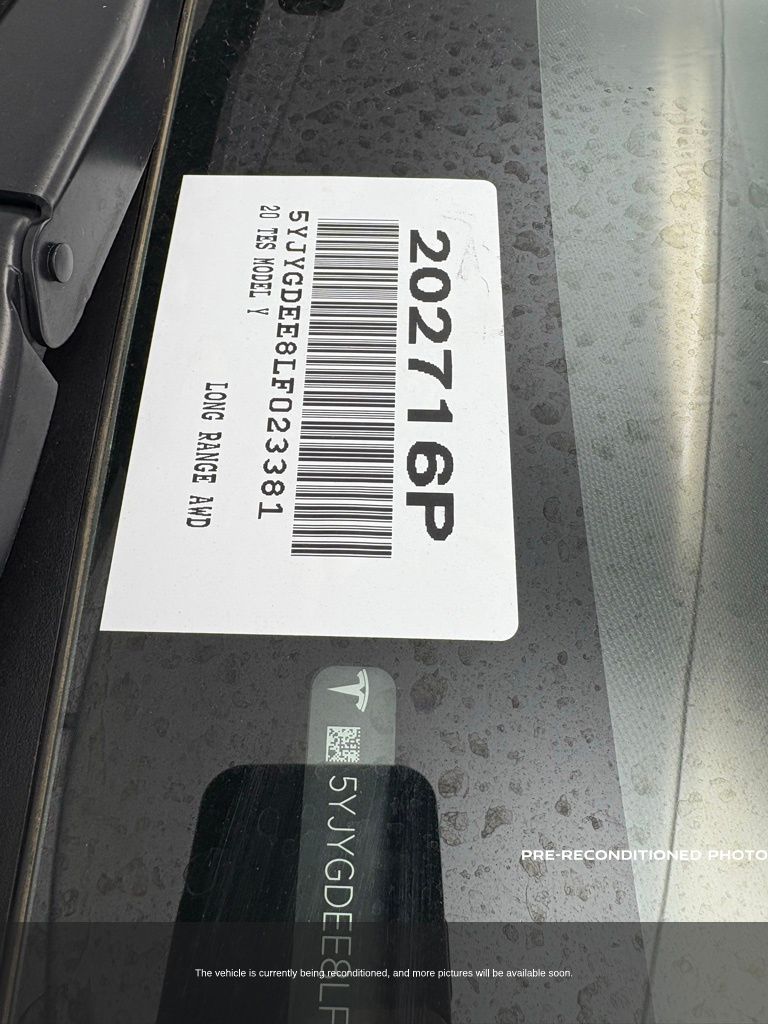 202716P
5YJYGDEE8LF023381
20 TES MODEL Y
LONG RANGE AWD
5YJYGDEE8LF
PRE-RECONDITIONED PHOTO
The vehicle is currently being reconditioned, and more pictures will be available soon.